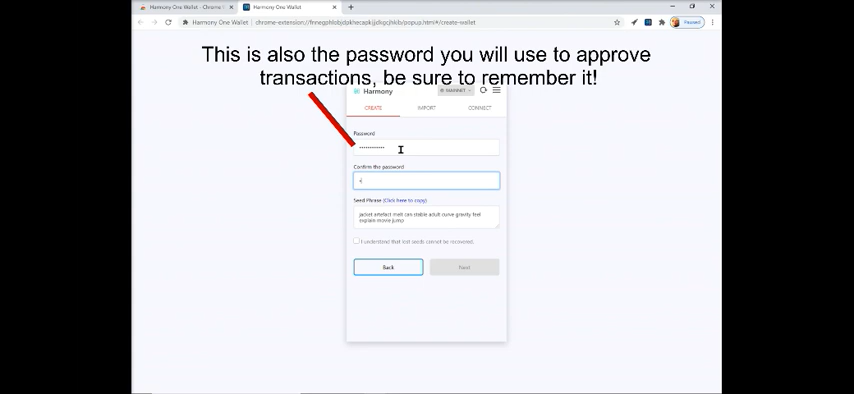 Harmony One Wallet - Chrome
Harmony One Wallet
Harmony One Wallet
Paused
This is also the password you will use to approve
transactions, be sure to remember it!
Harmony
MAINNET
CREATE
IMPORT
CONNECT
Password
Confirm the password
Seed Phrase (Click here to copy)
jacket artefact melt can stable adult curve gravity feel
explain movie jump
I understand that lost seeds cannot be recovered.
Back
Next